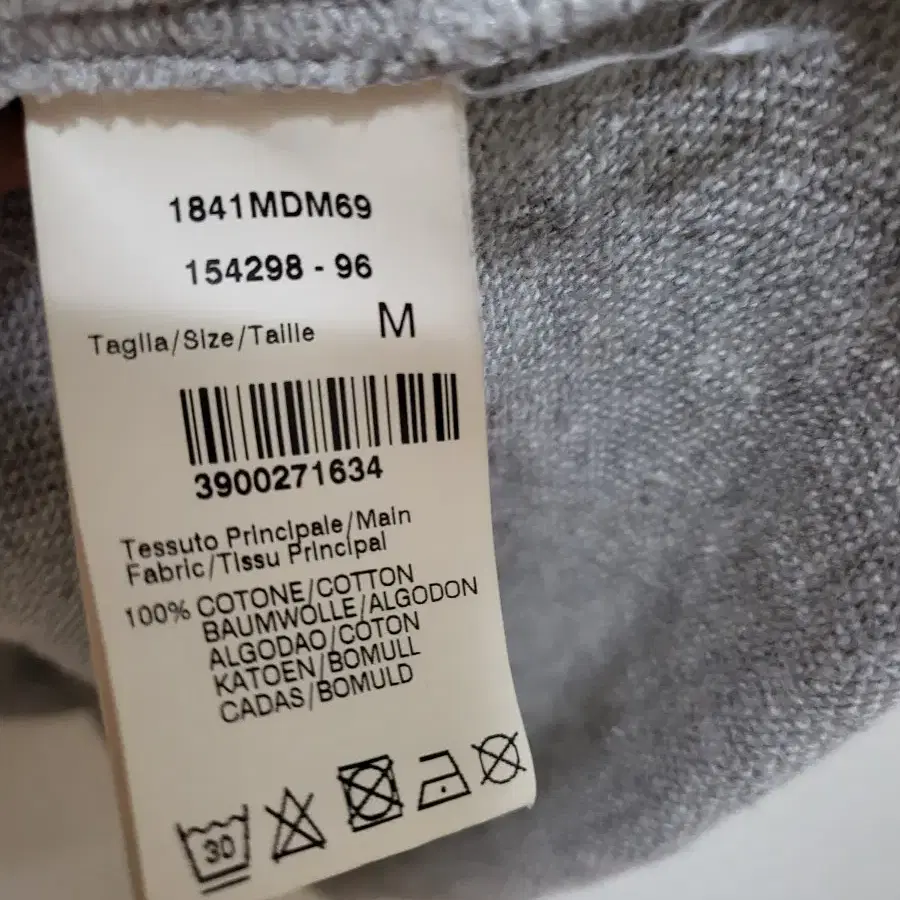 1841MDM69
154298 - 96
Taglia/Size/Taille M
3900271634
Tessuto Principale/Main
Fabric/Tissu Principal
100% COTONE/COTTON
BAUMWOLLE/ALGODON
ALGODAO/COTON
KATOEN/BOMULL
CADAS/BOMULD
30